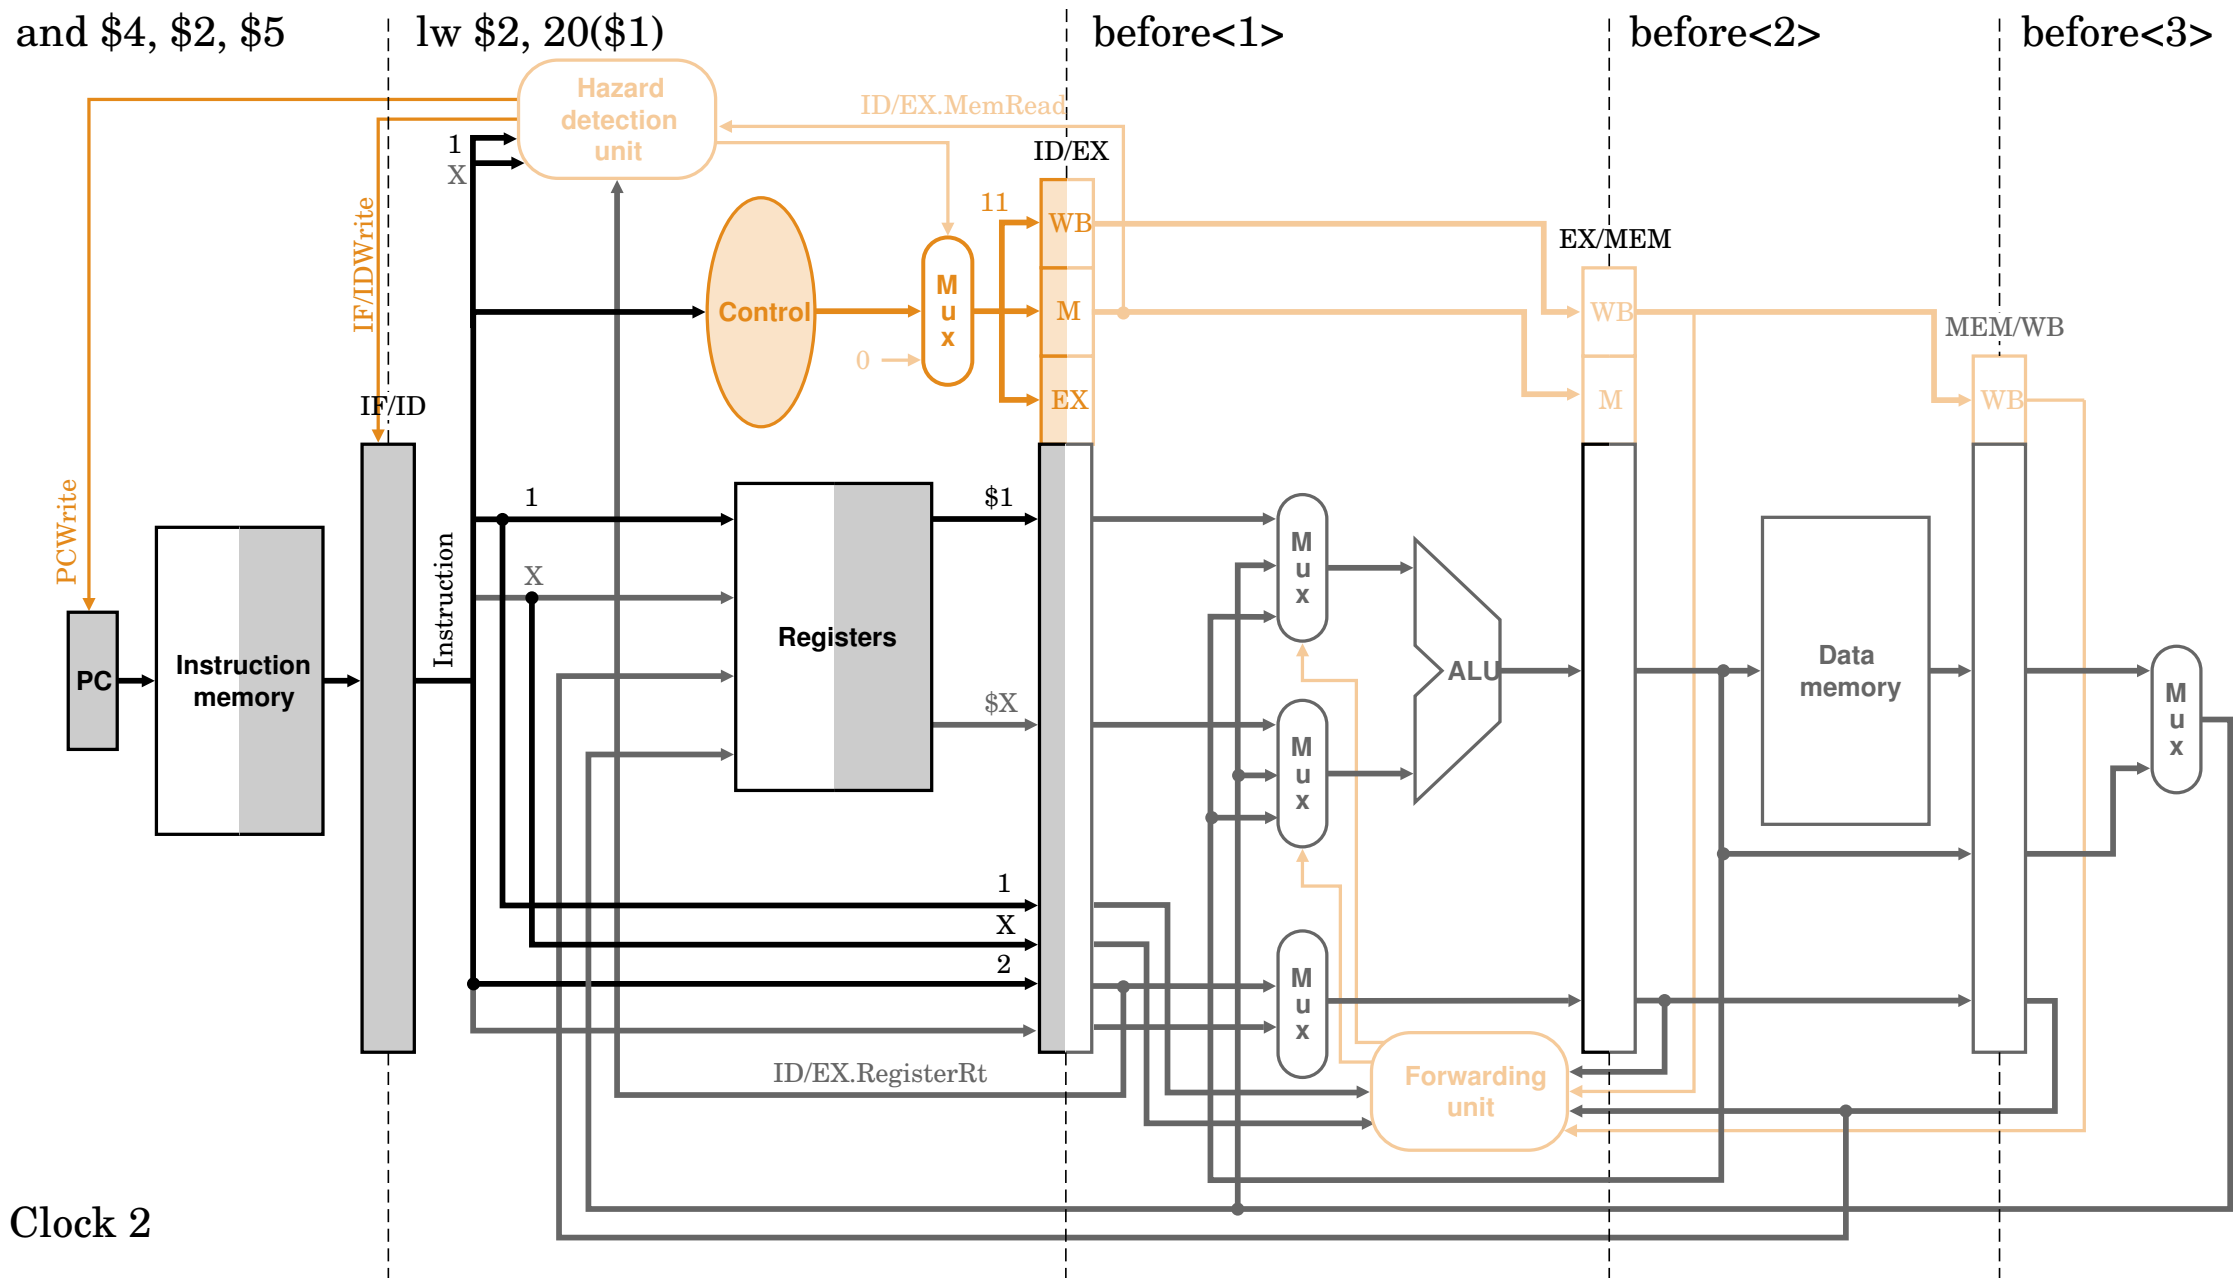 and $4, $2, $5
lw $2, 20($1)
before<1>
before<2>
before<3>
Hazard
detection
unit
ID/EX.MemRead
1
X
ID/EX
IF/IDWrite
11
WB
EX/MEM
M
u
x
Control
M
WB
MEM/WB
0
EX
M
WB
IF/ID
PCWrite
1
$1
M
u
x
Instruction
X
Registers
PC
Instruction
memory
ALU
Data
memory
M
u
x
$X
M
u
x
1
X
2
M
u
x
ID/EX.RegisterRt
Forwarding
unit
Clock 2